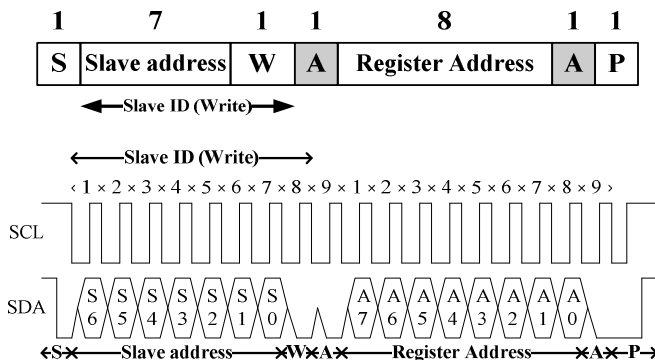 1 7 1 1 8 1 1
S Slave address W A Register Address A P
Slave ID (Write)
Slave ID (Write)
1 × 2 × 3 × 4 × 5 × 6 × 7 × 8 × 9 × 1 × 2 × 3 × 4 × 5 × 6 × 7 × 8 × 9
SCL
SDA S6 S5 S4 S3 S2 S1 S0 A7 A6 A5 A4 A3 A2 A1 A0
S Slave address W A Register Address A P